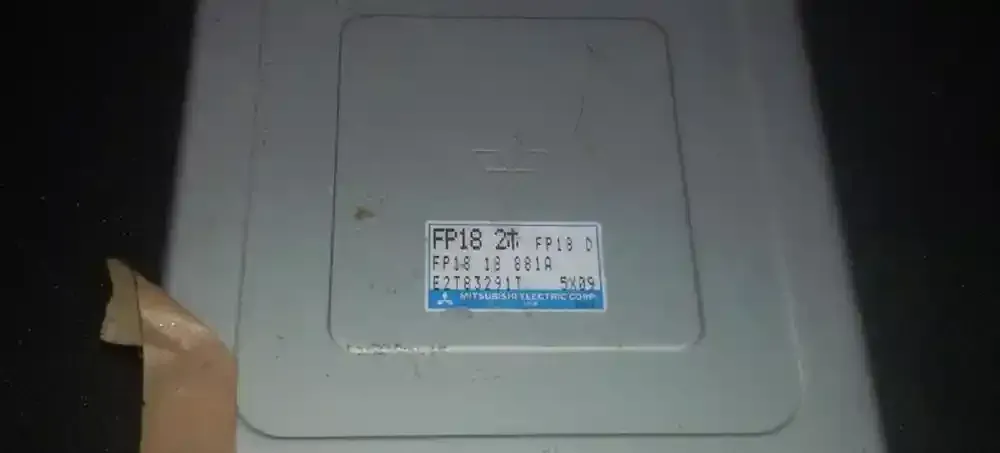 FP18 2ホ FP18 D
FP18 18 881A
E2T83291T 5X09
MITSUBISHI ELECTRIC CORP